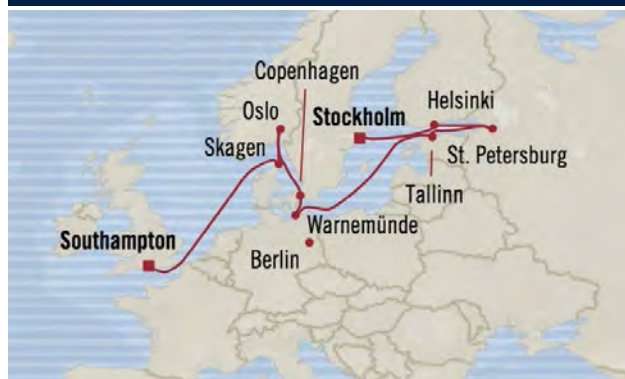 Copenhagen
Oslo
Stockholm
Helsinki
Skagen
St. Petersburg
Tallinn
Southampton
Warnemünde
Berlin